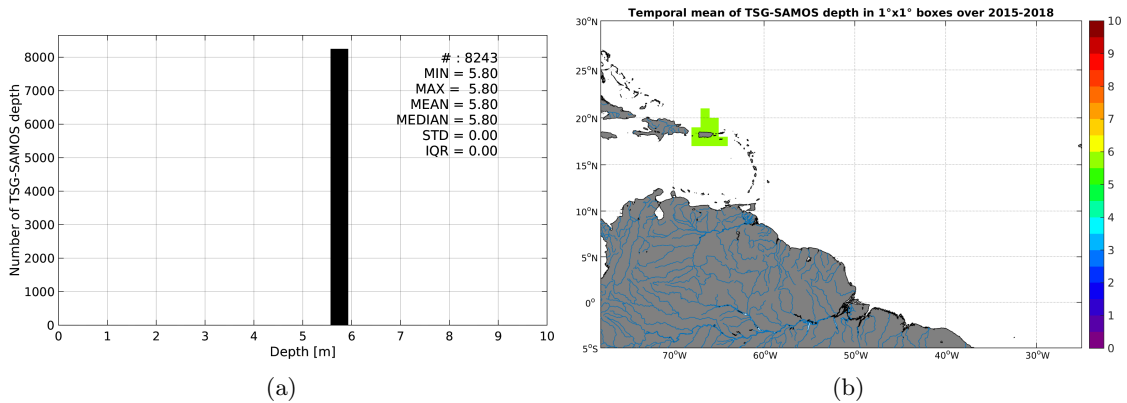 8000
7000
6000
5000
4000
3000
2000
1000
0
Number of TSG-SAMOS depth
# : 8243
MIN = 5.80
MAX = 5.80
MEAN = 5.80
MEDIAN = 5.80
STD = 0.00
IQR = 0.00
0 1 2 3 4 5 6 7 8 9 10
Depth [m]
(a)
Temporal mean of TSG-SAMOS depth in 1°x1° boxes over 2015-2018
30°N
25°N
20°N
15°N
10°N
5°N
0°
5°S
70°W 60°W 50°W 40°W 30°W
10
9
8
7
6
5
4
3
2
1
0
(b)